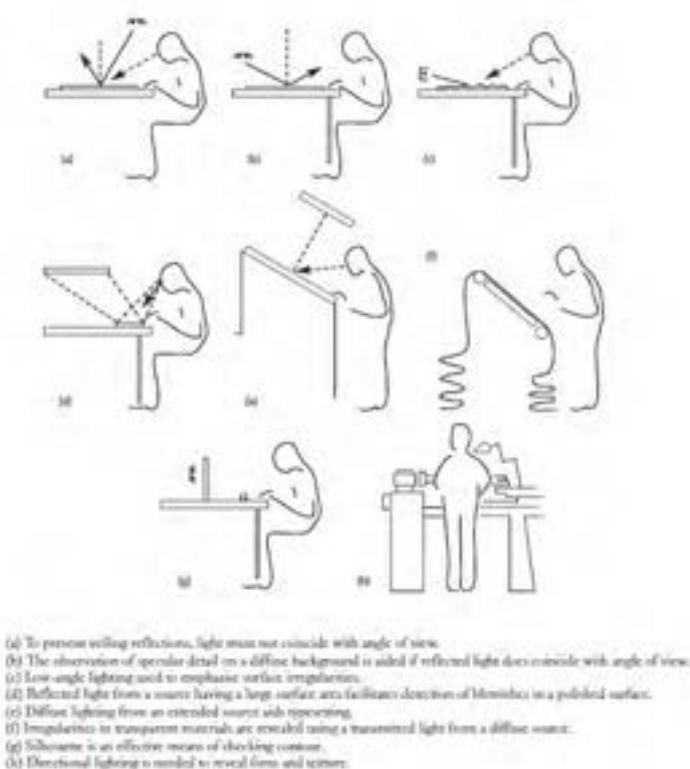 (a)
(b)
(c)
(f)
(d)
(e)
(g)
(h)
(a) To prevent veiling reflections, light must not coincide with angle of view.
(b) The observation of specular detail on a diffuse background is aided if reflected light does coincide with angle of view.
(c) Low-angle lighting used to emphasise surface irregularities.
(d) Reflected light from a source having a large surface area facilitates detection of blemishes in a polished surface.
(e) Diffuse lighting from an extended source aids typesetting.
(f) Irregularities in transparent materials are revealed using a transmitted light from a diffuse source.
(g) Silhouette is an effective means of checking contour.
(h) Directional lighting is needed to reveal form and texture.